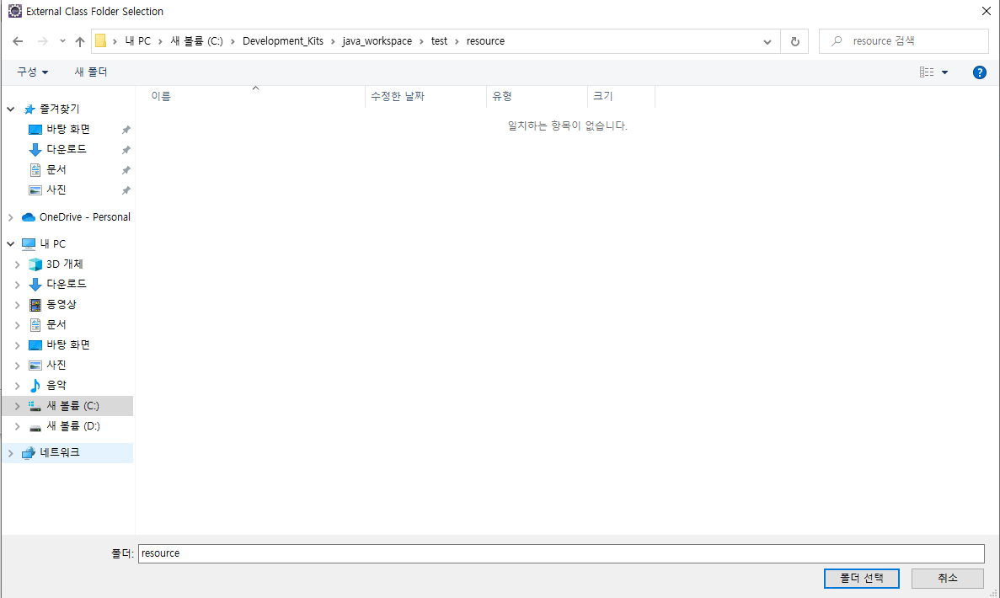 External Class Folder Selection
내 PC > 새 볼륨 (C:) > Development_Kits > java_workspace > test > resource
resource 검색
구성 새 폴더
이름 수정한 날짜 유형 크기
일치하는 항목이 없습니다.
즐겨찾기
바탕 화면
다운로드
문서
사진
OneDrive - Personal
내 PC
3D 개체
다운로드
동영상
문서
바탕 화면
사진
음악
새 볼륨 (C:)
새 볼륨 (D:)
네트워크
폴더: resource
폴더 선택 취소